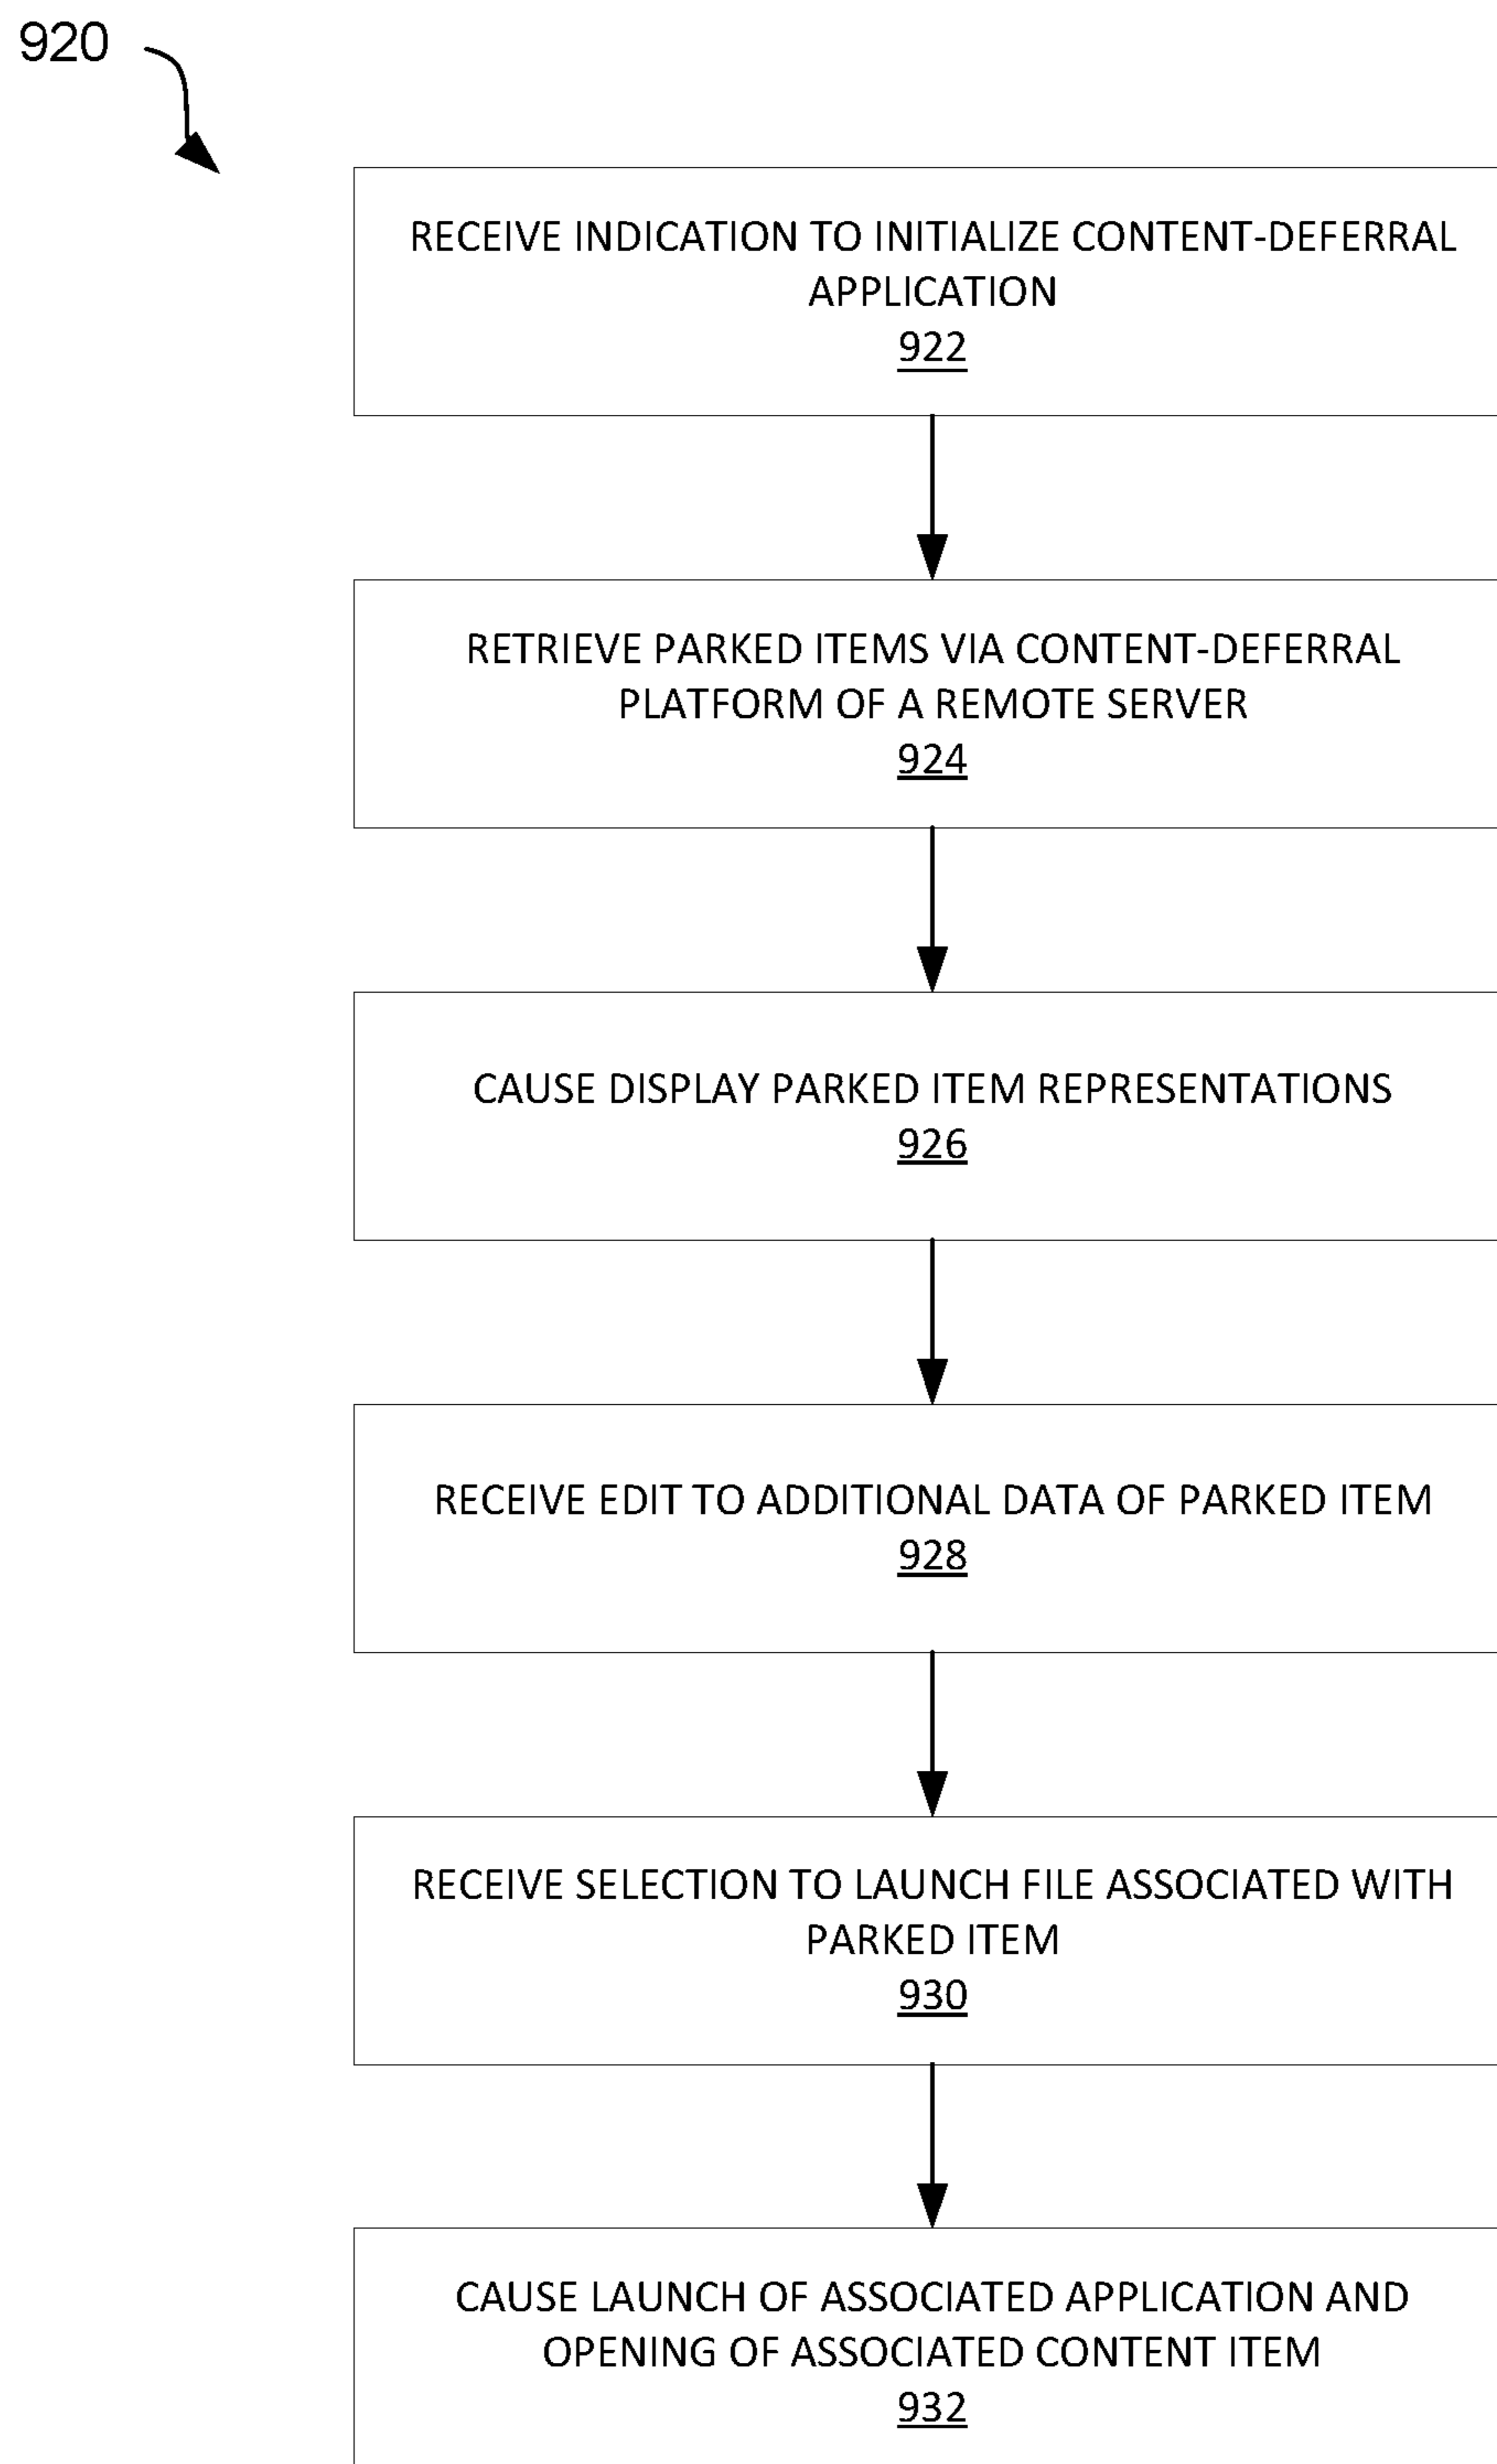 920
RECEIVE INDICATION TO INITIALIZE CONTENT-DEFERRAL
APPLICATION
922
RETRIEVE PARKED ITEMS VIA CONTENT-DEFERRAL
PLATFORM OF A REMOTE SERVER
924
CAUSE DISPLAY PARKED ITEM REPRESENTATIONS
926
RECEIVE EDIT TO ADDITIONAL DATA OF PARKED ITEM
928
RECEIVE SELECTION TO LAUNCH FILE ASSOCIATED WITH
PARKED ITEM
930
CAUSE LAUNCH OF ASSOCIATED APPLICATION AND
OPENING OF ASSOCIATED CONTENT ITEM
932